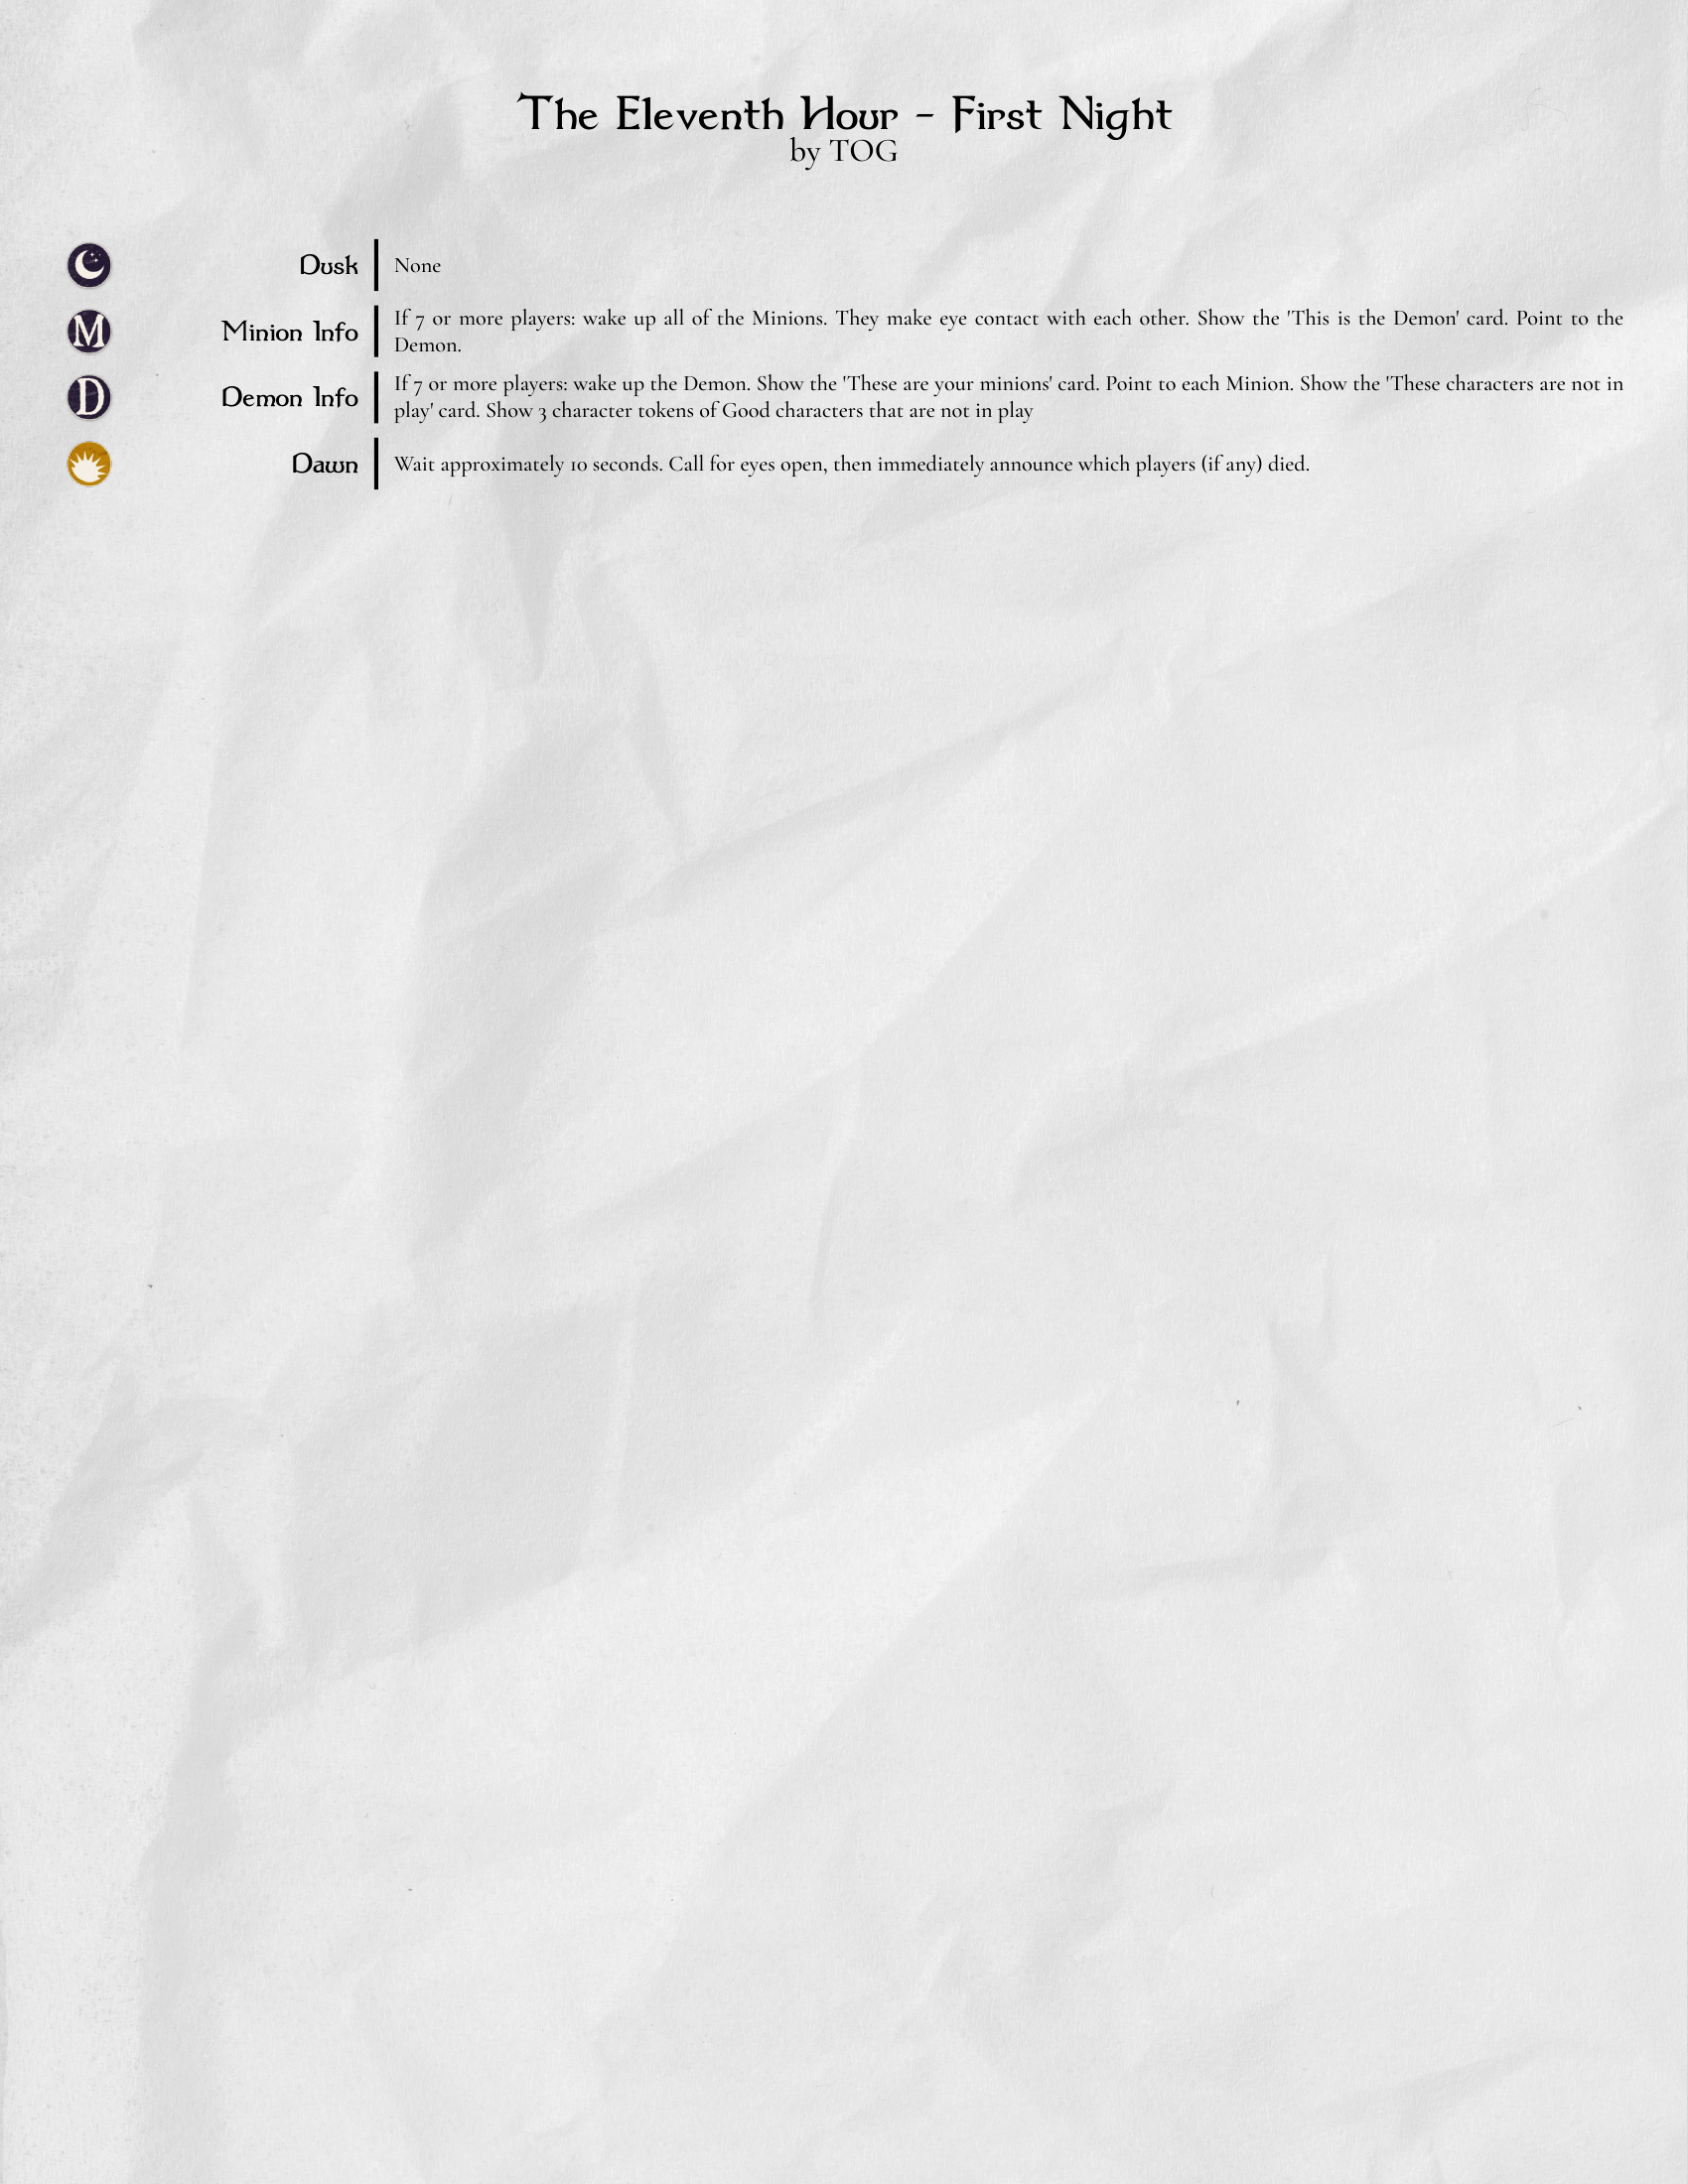 The Eleventh Hour - First Night
by TOG
Dusk
None
M
Minion Info
If 7 or more players: wake up all of the Minions. They make eye contact with each other. Show the 'This is the Demon' card. Point to the
Demon.
D
Demon Info
If 7 or more players: wake up the Demon. Show the 'These are your minions' card. Point to each Minion. Show the 'These characters are not in
play' card. Show 3 character tokens of Good characters that are not in play
Dawn
Wait approximately 10 seconds. Call for eyes open, then immediately announce which players (if any) died.